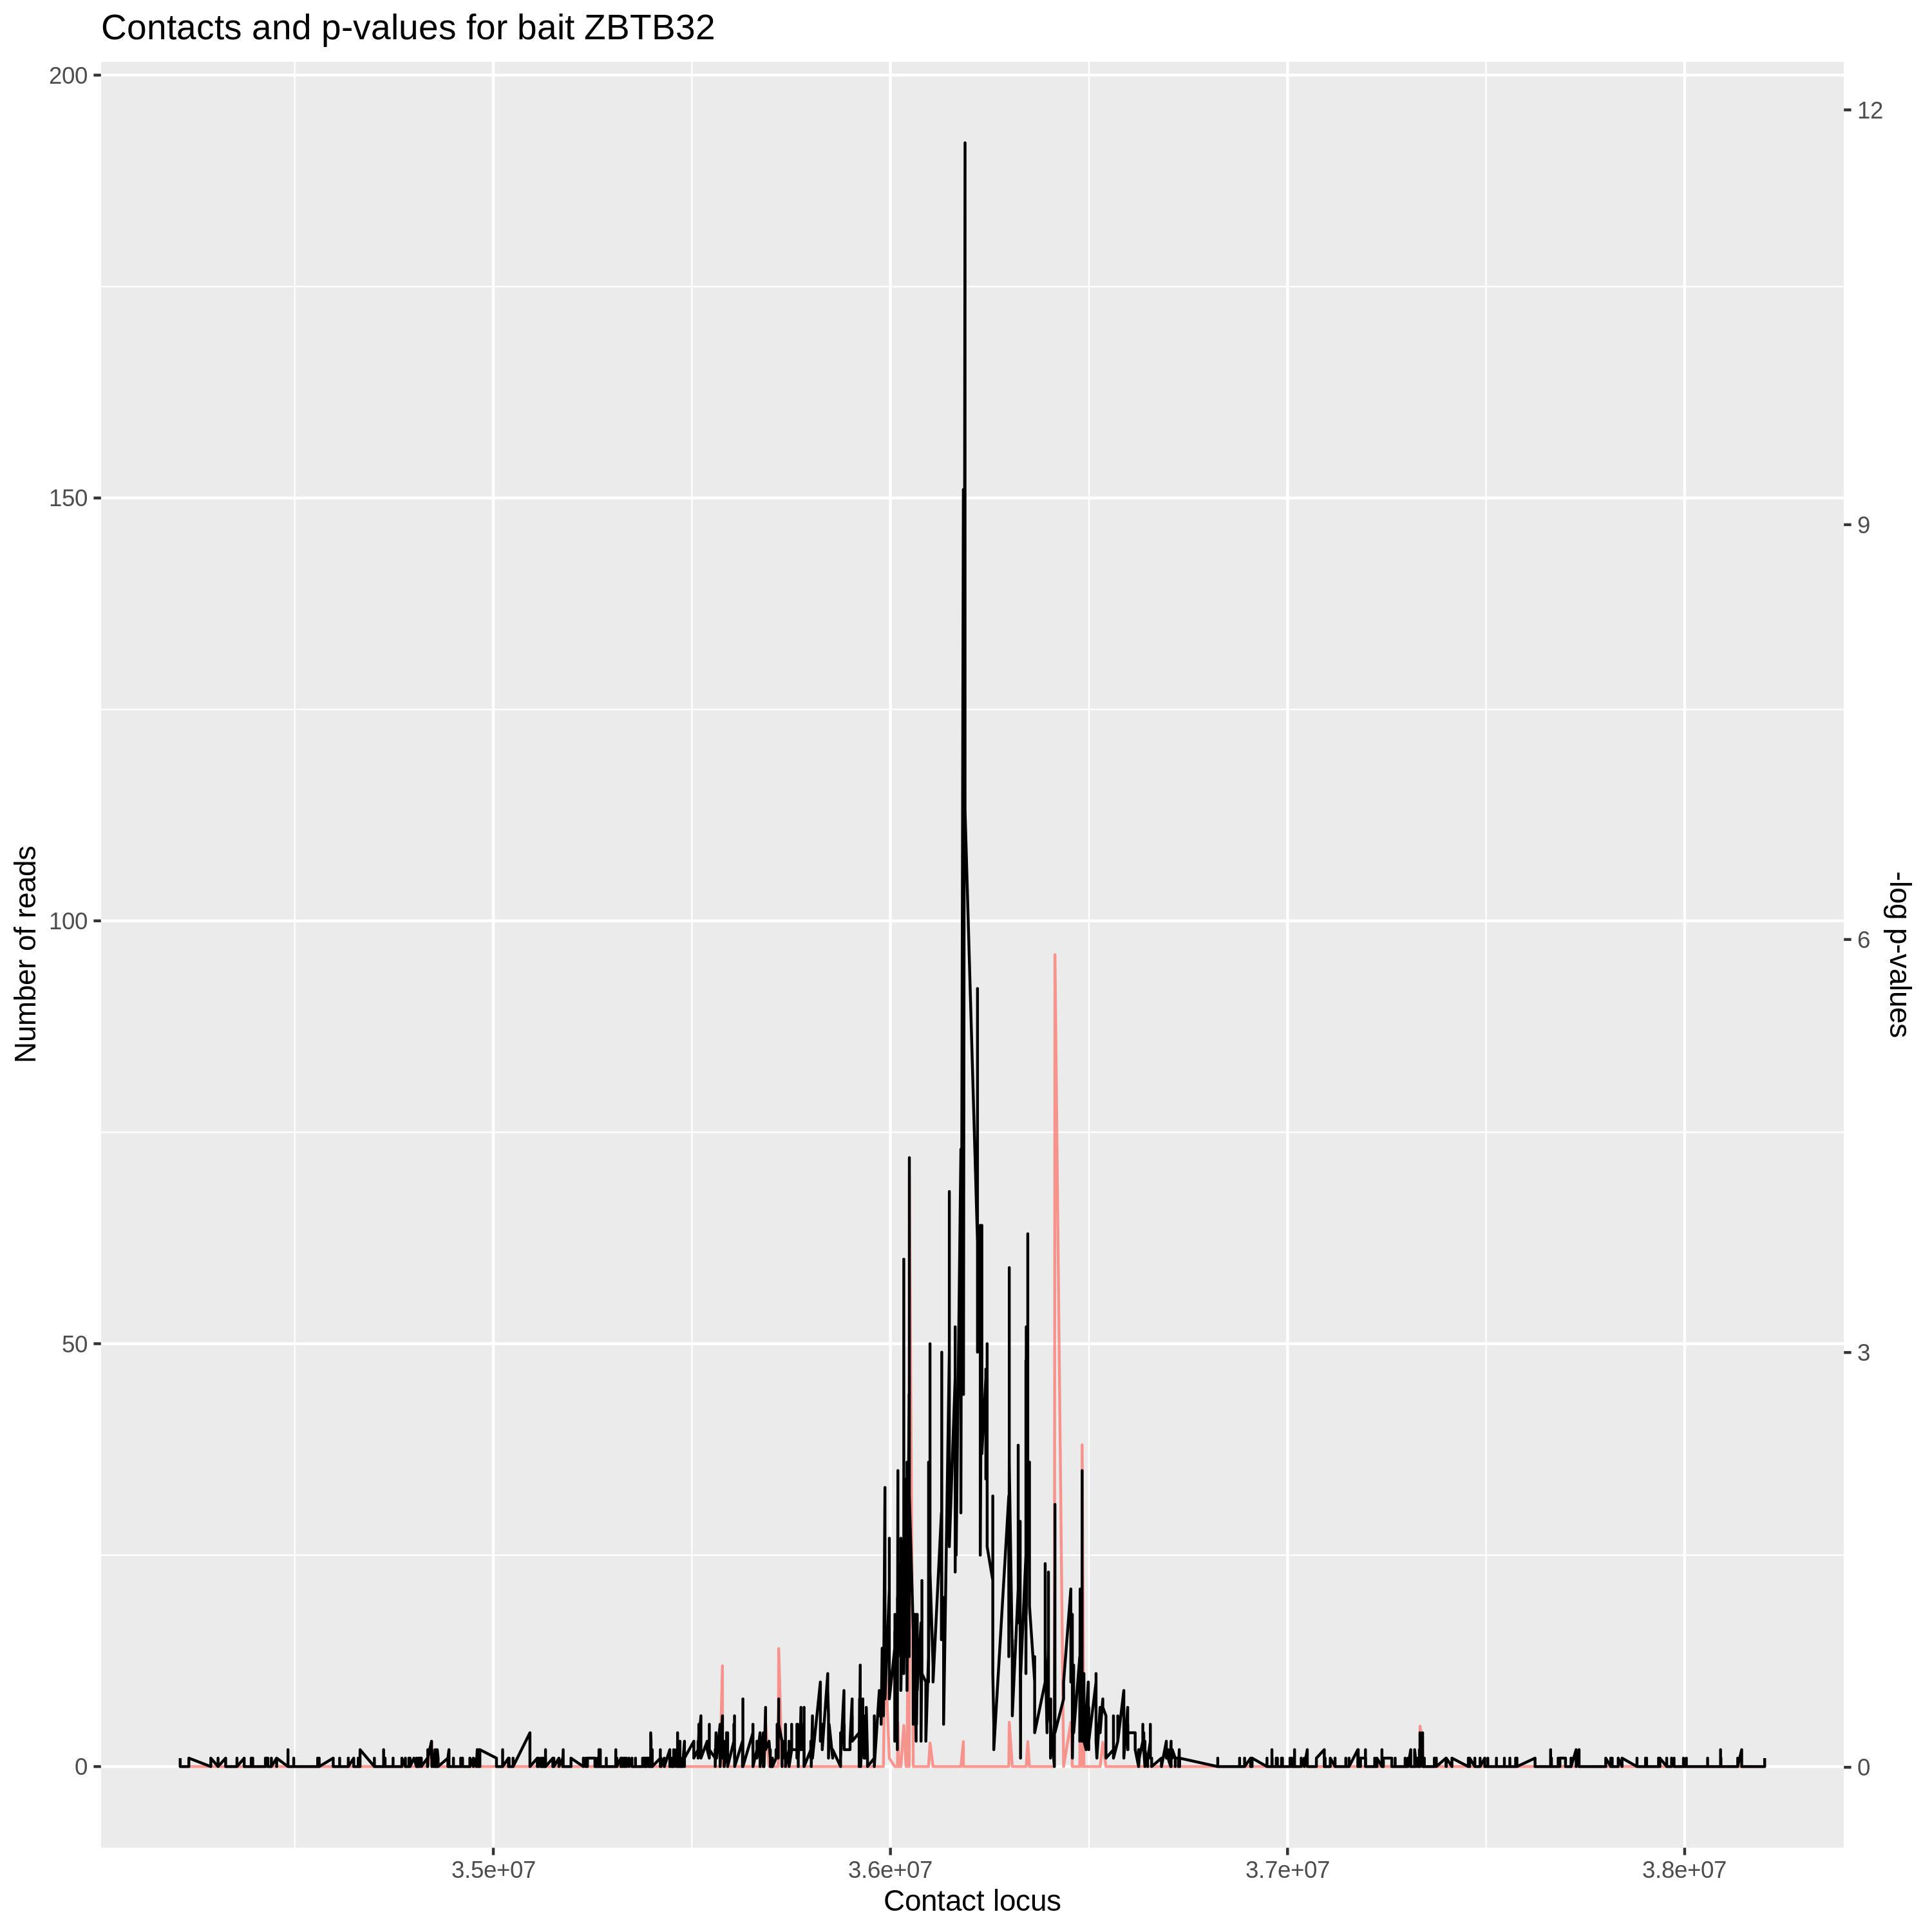 Contacts and p-values for bait ZBTB32
200
150
100
50
0
Number of reads
12
9
6
3
0
-log p-values
3.5e+07
3.6e+07
3.7e+07
3.8e+07
Contact locus